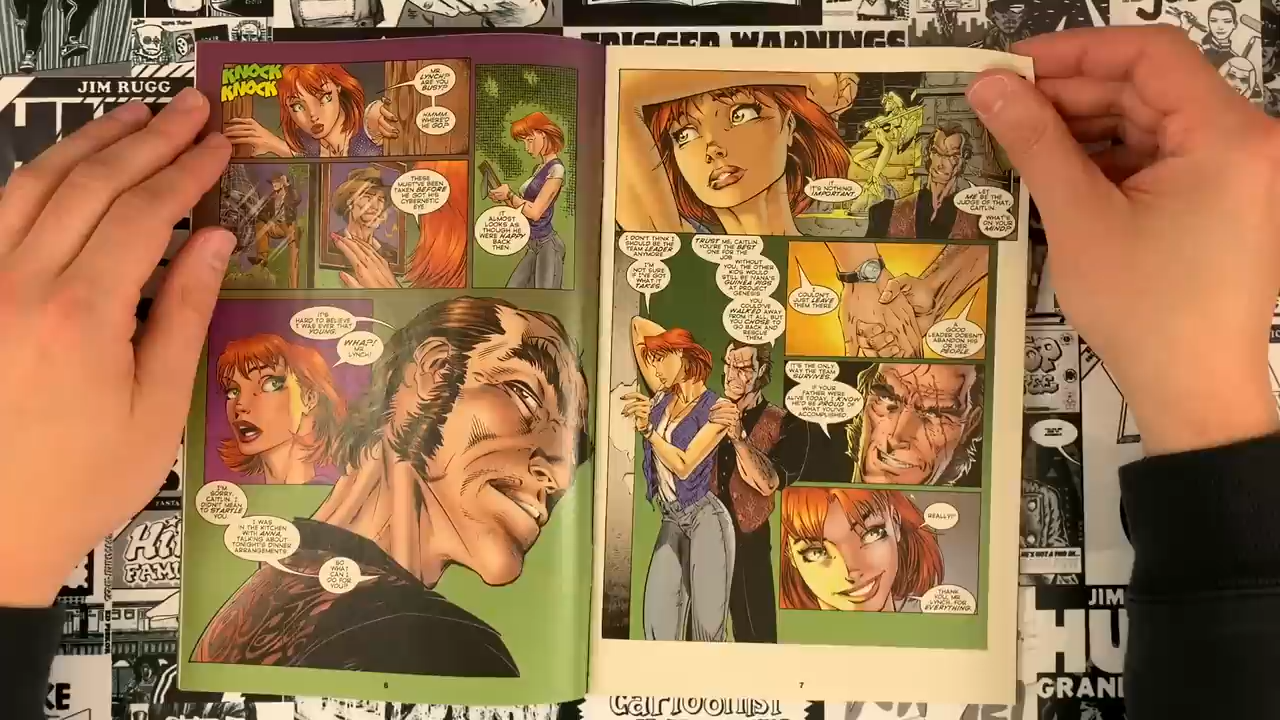 TRIGGER WARNINGS
JIM RUGG
KNOCK
KNOCK
MR.
LYNCH?
ARE YOU
BUSY?
HMMM.
WHERE'D
HE GO?
THESE
MUST'VE BEEN
TAKEN BEFORE
HE GOT HIS
CYBERNETIC
EYE.
IT
ALMOST
LOOKS AS
THOUGH HE
WERE HAPPY
BACK
THEN.
IT'S
HARD TO BELIEVE
I WAS EVER THAT
YOUNG.
WHA?!
MR.
LYNCH!
I'M
SORRY,
CAITLIN. I
DIDN'T MEAN
TO STARTLE
YOU.
I WAS
IN THE KITCHEN
WITH ANNA,
TALKING ABOUT
TONIGHT'S DINNER
ARRANGEMENTS.
SO
WHAT CAN I
DO FOR
YOU?
6
IT
IT'S NOTHING
IMPORTANT.
LET
ME BE THE
JUDGE OF THAT,
CAITLIN.
WHAT'S
ON YOUR
MIND?
I DON'T THINK I
SHOULD BE THE
TEAM LEADER
ANYMORE.
I'M
NOT SURE
IF I'VE GOT
WHAT IT
TAKES.
TRUST ME, CAITLIN.
YOU'RE THE BEST
ONE FOR THE
JOB.
WITHOUT
YOU, THE OTHER
KIDS WOULD
STILL BE IVANA'S
GUINEA PIGS
AT PROJECT
GENESIS.
YOU
COULD'VE
WALKED AWAY
FROM IT ALL, BUT
YOU CHOSE TO
GO BACK AND
RESCUE
THEM.
I
COULDN'T
JUST LEAVE
THEM THERE.
A
GOOD
LEADER DOESN'T
ABANDON HIS
OR HER
PEOPLE.
IT'S THE ONLY
WAY THE TEAM
SURVIVES.
IF YOUR
FATHER WERE
ALIVE TODAY, I KNOW
HE'D BE PROUD OF
WHAT YOU'VE
ACCOMPLISHED.
REALLY?
THANK
YOU, MR.
LYNCH. FOR
EVERYTHING.
7
JIM
HU
GRAND
Cartoonist